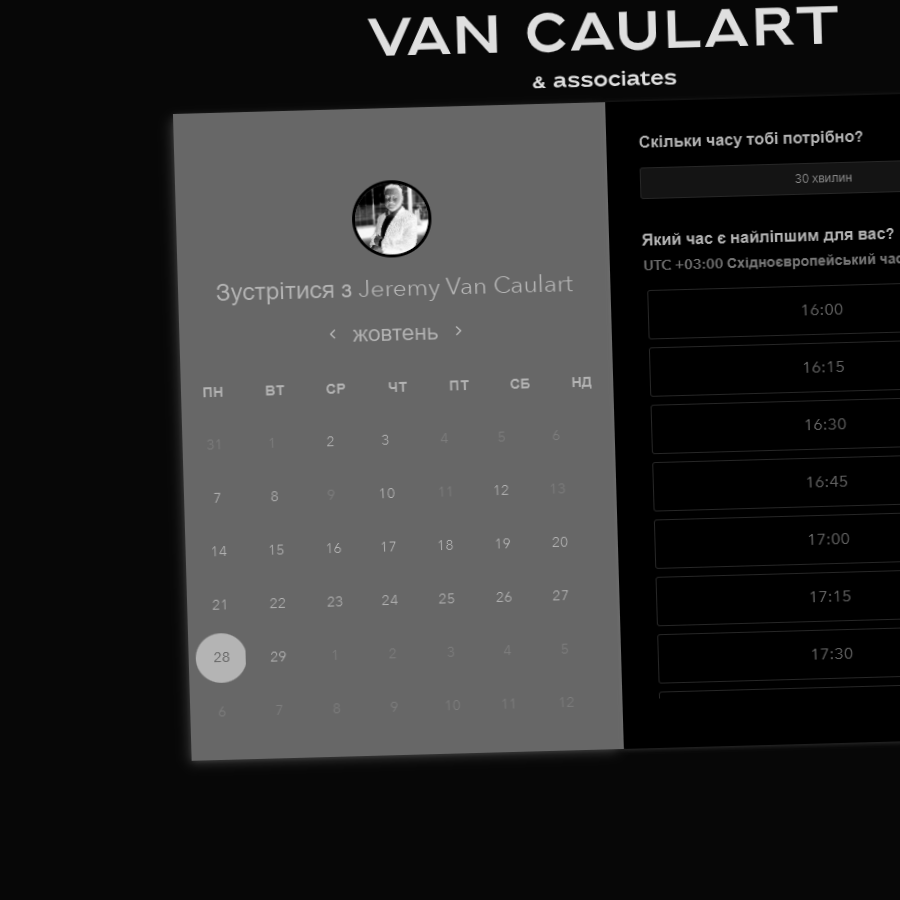 VAN CAULART
& associates
Зустрітися з Jeremy Van Caulart
жовтень
ПН ВТ СР ЧТ ПТ СБ НД
31 1 2 3 4 5 6
7 8 9 10 11 12 13
14 15 16 17 18 19 20
21 22 23 24 25 26 27
28 29 1 2 3 4 5
6 7 8 9 10 11 12
Скільки часу тобі потрібно?
30 хвилин
Який час є найліпшим для вас?
UTC +03:00 Східноєвропейський час
16:00
16:15
16:30
16:45
17:00
17:15
17:30